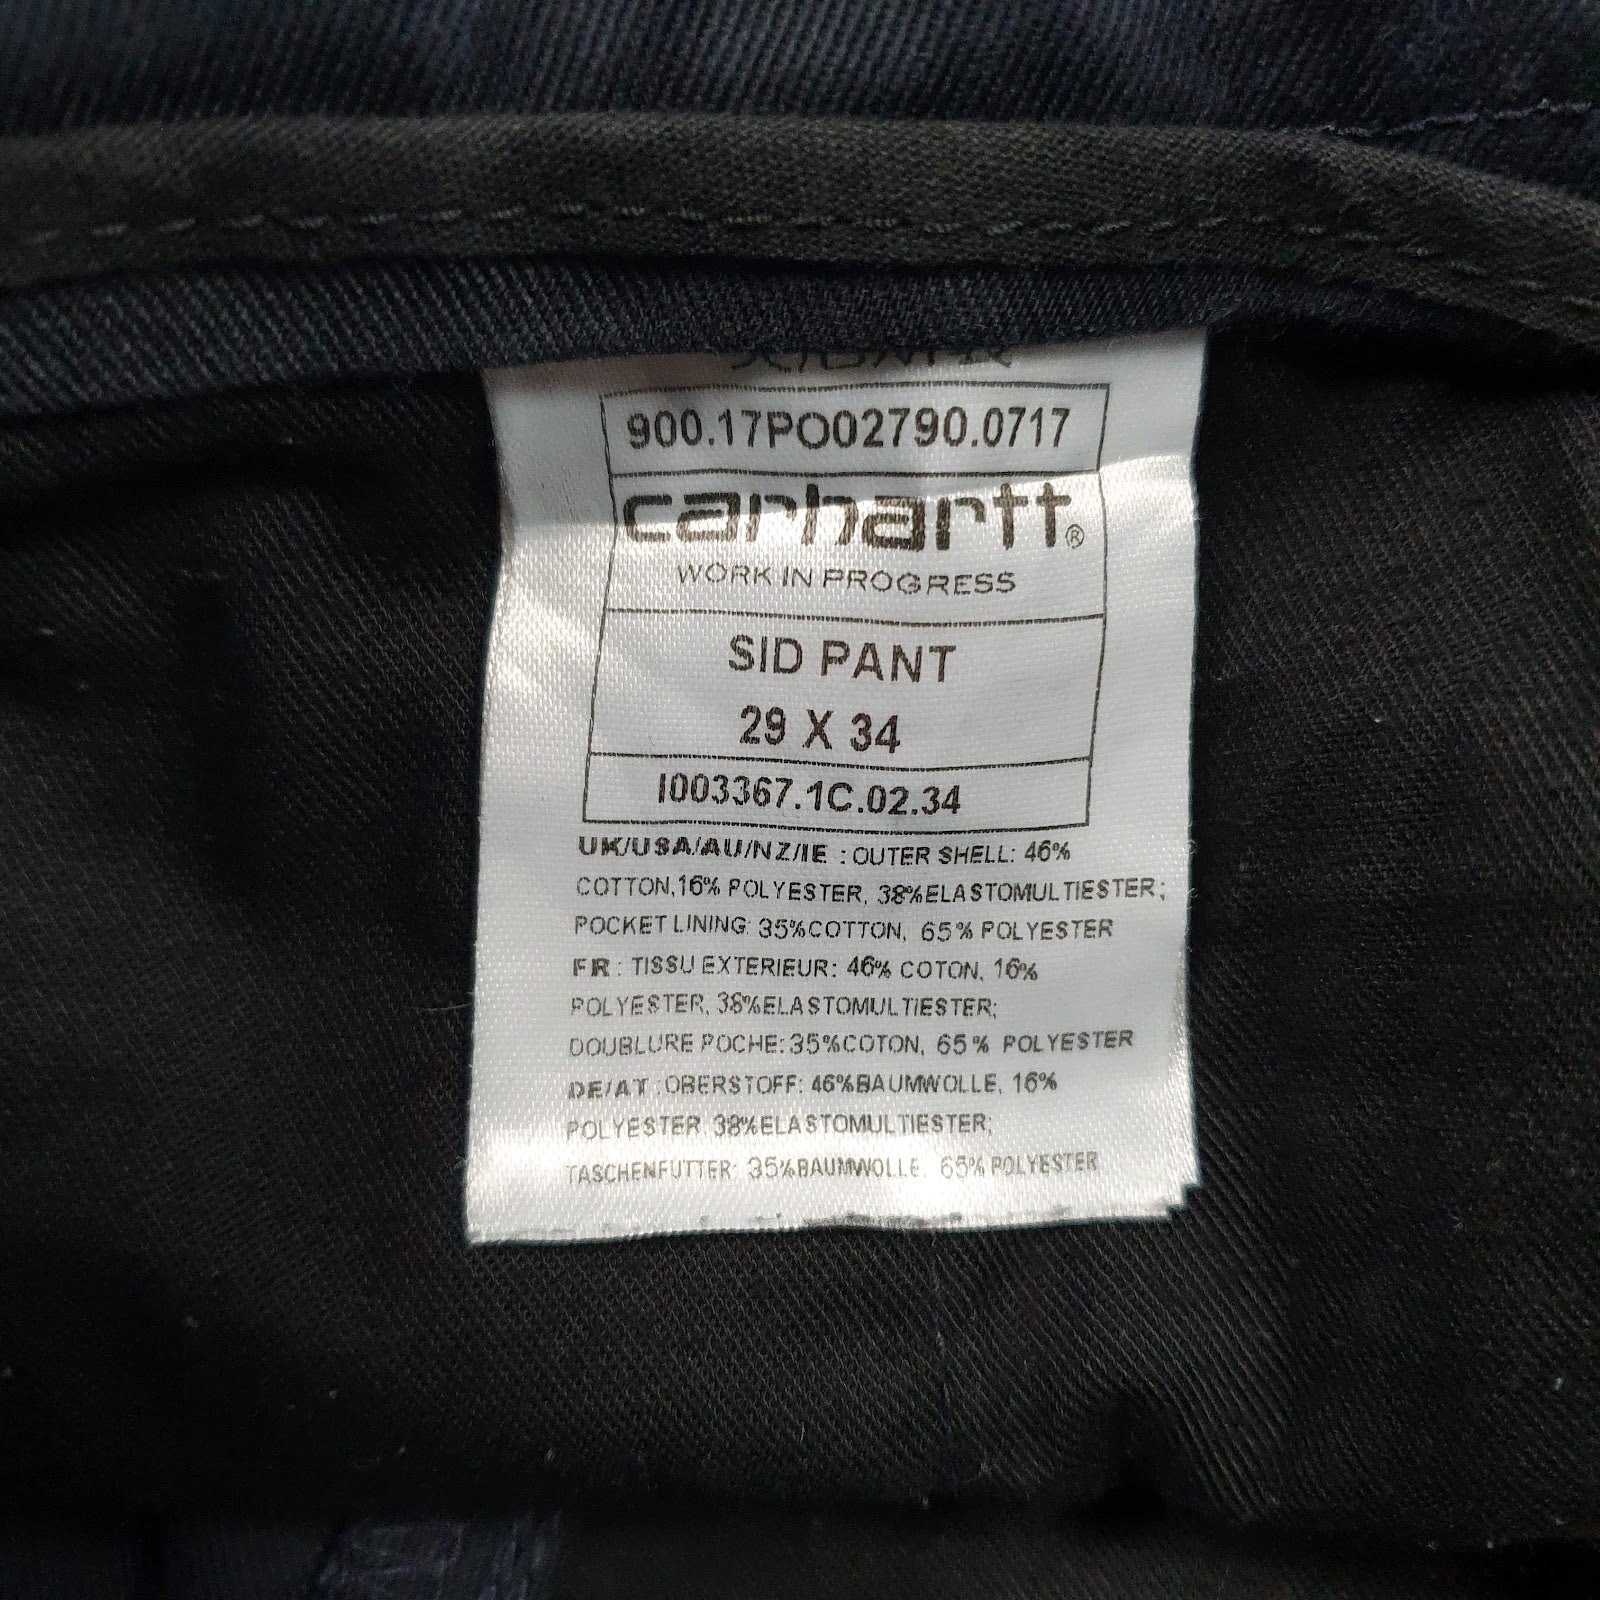 900.17PO02790.0717
carhartt®
WORK IN PROGRESS
SID PANT
29 X 34
I003367.1C.02.34
UK/USA/AU/NZ/IE : OUTER SHELL: 46%
COTTON,16% POLYESTER, 38%ELASTOMULTIESTER;
POCKET LINING: 35%COTTON, 65% POLYESTER
FR : TISSU EXTERIEUR: 46% COTON, 16%
POLYESTER, 38%ELASTOMULTIESTER;
DOUBLURE POCHE:35%COTON, 65% POLYESTER
DE/AT :OBERSTOFF: 46%BAUMWOLLE, 16%
POLYESTER, 38%ELASTOMULTIESTER;
TASCHENFUTTER: 35%BAUMWOLLE, 65% POLYESTER